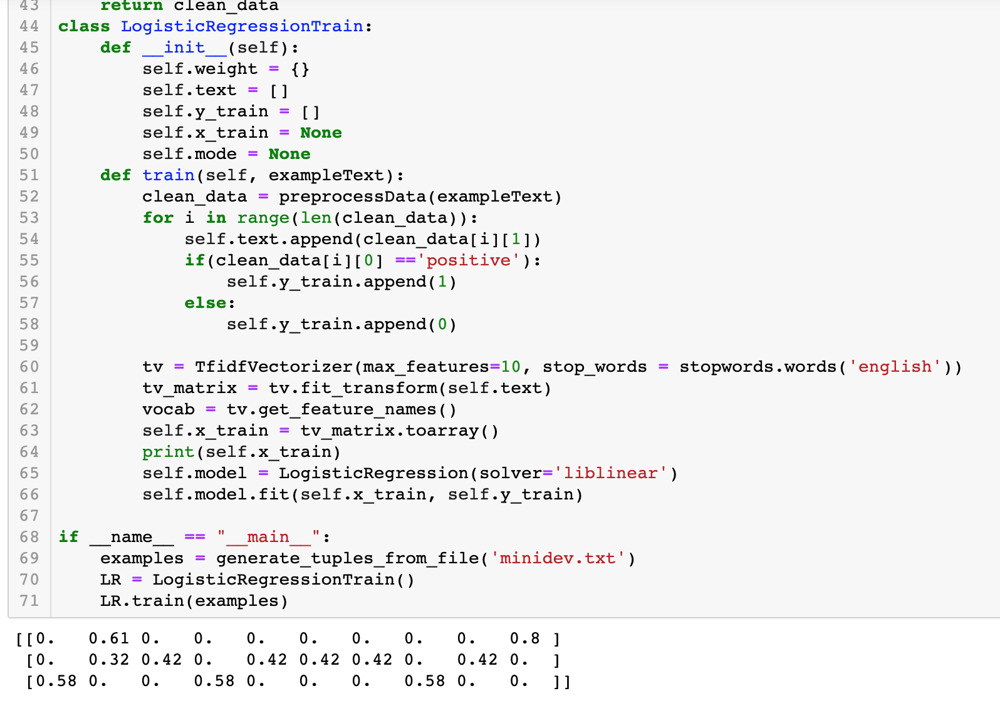 43     return clean_data
44 class LogisticRegressionTrain:
45     def __init__(self):
46         self.weight = {}
47         self.text = []
48         self.y_train = []
49         self.x_train = None
50         self.mode = None
51     def train(self, exampleText):
52         clean_data = preprocessData(exampleText)
53         for i in range(len(clean_data)):
54             self.text.append(clean_data[i][1])
55             if(clean_data[i][0] =='positive'):
56                 self.y_train.append(1)
57             else:
58                 self.y_train.append(0)
59
60         tv = TfidfVectorizer(max_features=10, stop_words = stopwords.words('english'))
61         tv_matrix = tv.fit_transform(self.text)
62         vocab = tv.get_feature_names()
63         self.x_train = tv_matrix.toarray()
64         print(self.x_train)
65         self.model = LogisticRegression(solver='liblinear')
66         self.model.fit(self.x_train, self.y_train)
67
68 if __name__ == "__main__":
69     examples = generate_tuples_from_file('minidev.txt')
70     LR = LogisticRegressionTrain()
71     LR.train(examples)
[[0.   0.61 0.   0.   0.   0.   0.   0.   0.   0.8 ]
 [0.   0.32 0.42 0.   0.42 0.42 0.42 0.   0.42 0.  ]
 [0.58 0.   0.   0.58 0.   0.   0.   0.58 0.   0.  ]]